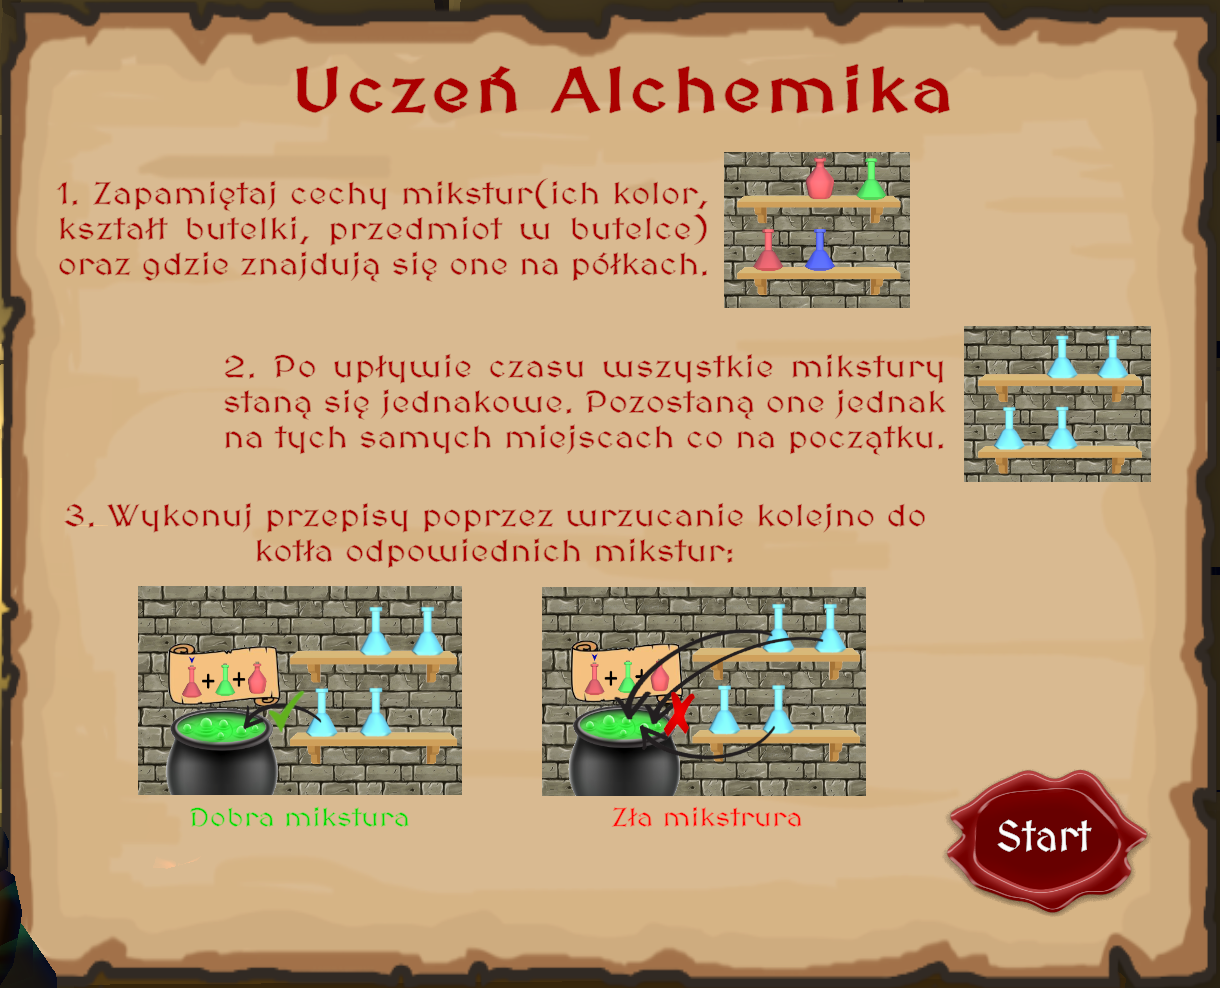 Uczeń Alchemika
1. Zapamiętaj cechy mikstur(ich kolor,
kształt butelki, przedmiot w butelce)
oraz gdzie znajdują się one na półkach.
2. Po upływie czasu wszystkie mikstury
staną się jednakowe. Pozostaną one jednak
na tych samych miejscach co na początku.
3. Wykonuj przepisy poprzez wrzucanie kolejno do
kotła odpowiednich mikstur:
+ +
+ +
Dobra mikstura
Zła mikstrura
Start